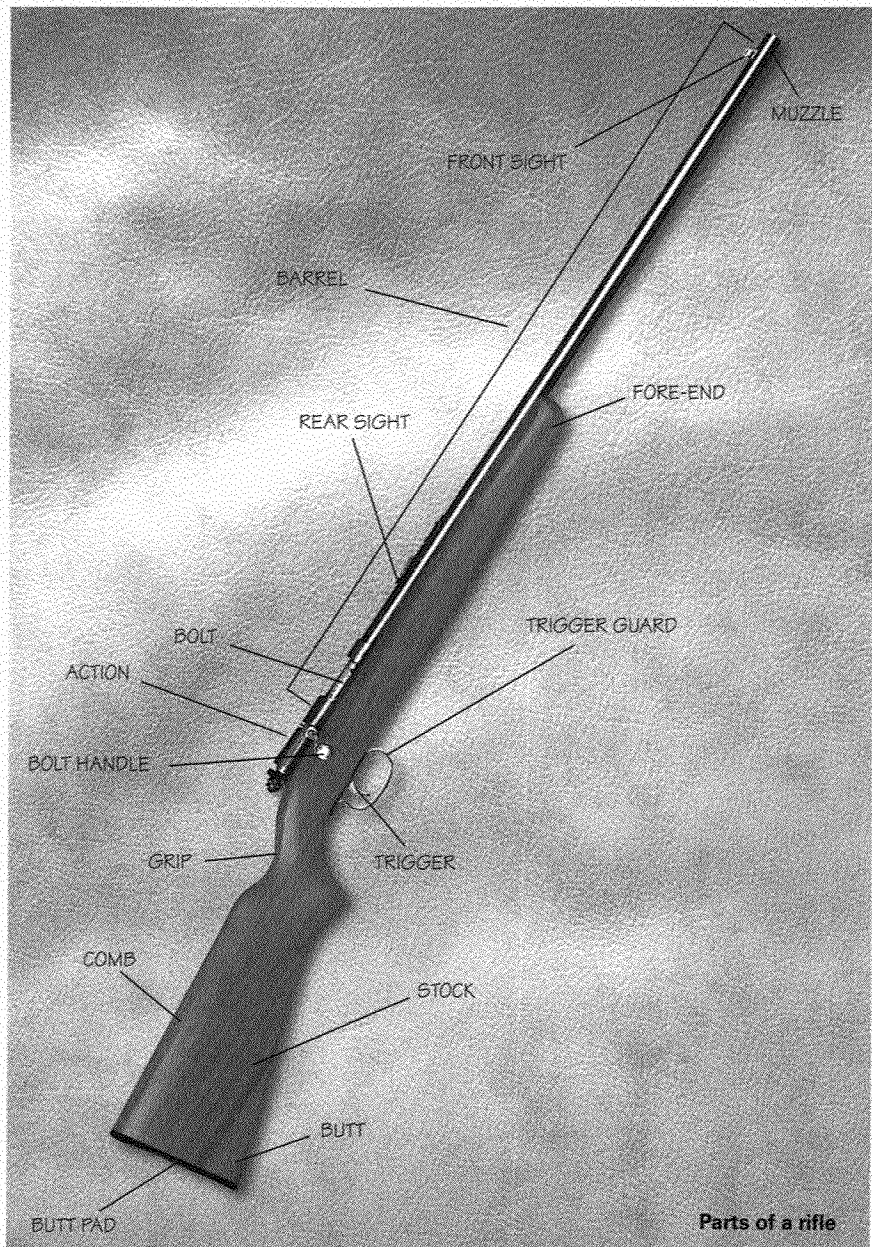 MUZZLE
FRONT SIGHT
BARREL
FORE-END
REAR SIGHT
TRIGGER GUARD
BOLT
ACTION
BOLT HANDLE
GRIP
TRIGGER
COMB
STOCK
BUTT
BUTT PAD
Parts of a rifle